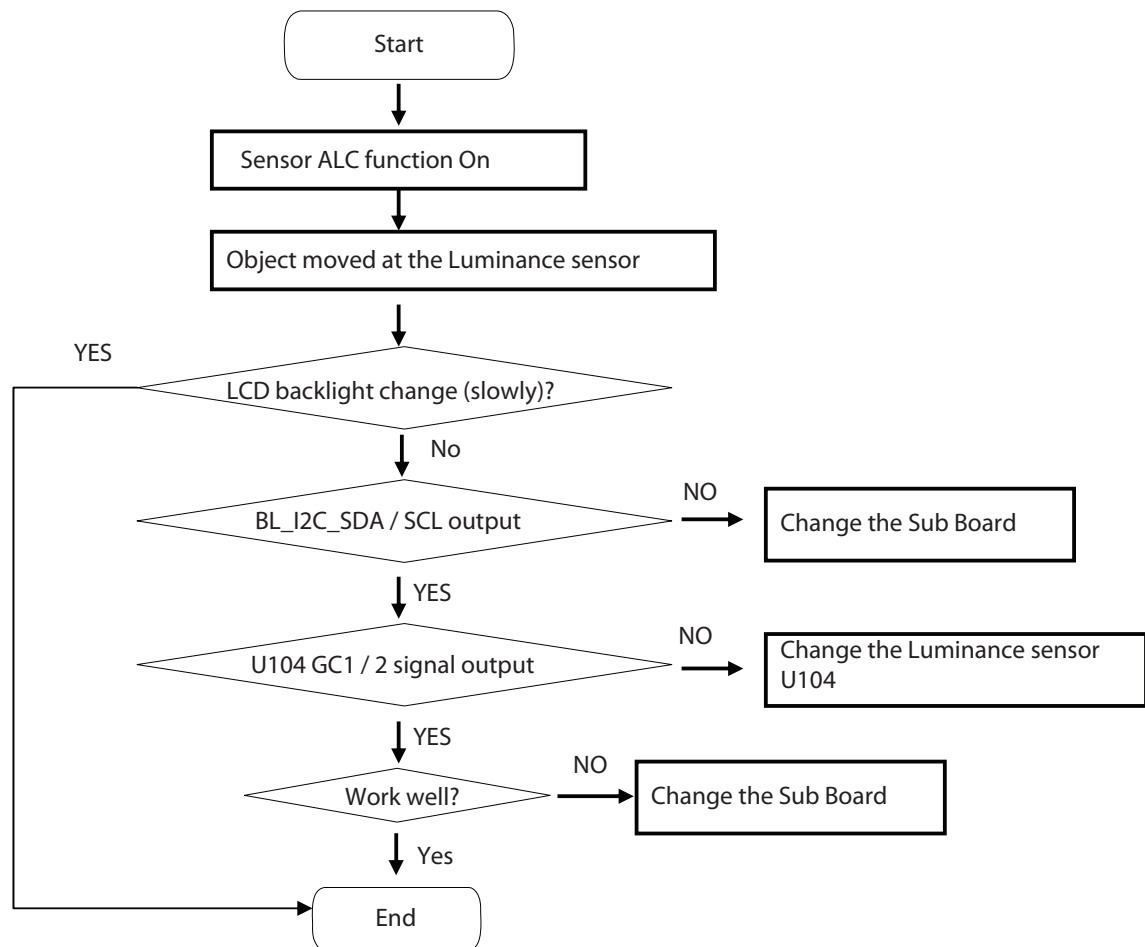 Start
Sensor ALC function On
Object moved at the Luminance sensor
YES
LCD backlight change (slowly)?
No
BL_I2C_SDA / SCL output
NO
Change the Sub Board
YES
U104 GC1 / 2 signal output
NO
Change the Luminance sensor
U104
YES
Work well?
NO
Change the Sub Board
Yes
End